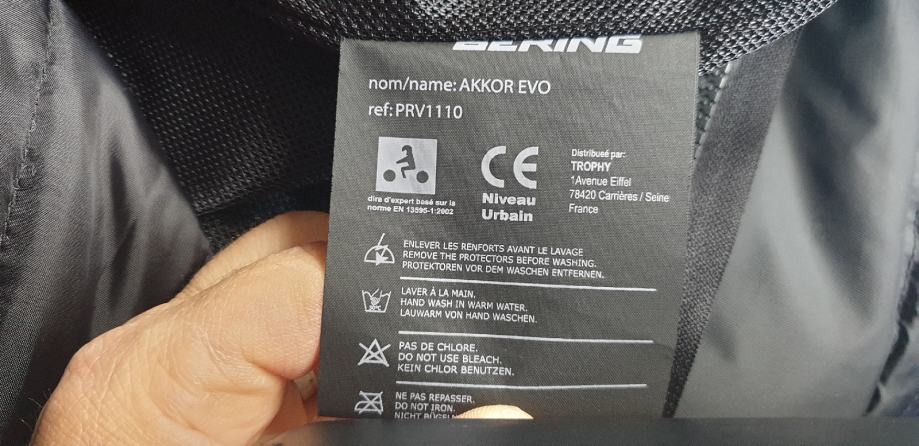 BERING
nom/name: AKKOR EVO
ref: PRV1110
dire d'expert basé sur la
norme EN 13595-1:2002
CE
Niveau
Urbain
Distribueé par:
TROPHY
1Avenue Eiffel
78420 Carrières / Seine
France
ENLEVER LES RENFORTS AVANT LE LAVAGE
REMOVE THE PROTECTORS BEFORE WASHING.
PROTEKTOREN VOR DEM WASCHEN ENTFERNEN.
LAVER À LA MAIN.
HAND WASH IN WARM WATER.
LAUWARM VON HAND WASCHEN.
PAS DE CHLORE.
DO NOT USE BLEACH.
KEIN CHLOR BENUTZEN.
NE PAS REPASSER.
DO NOT IRON.
NICHT BÜGELN